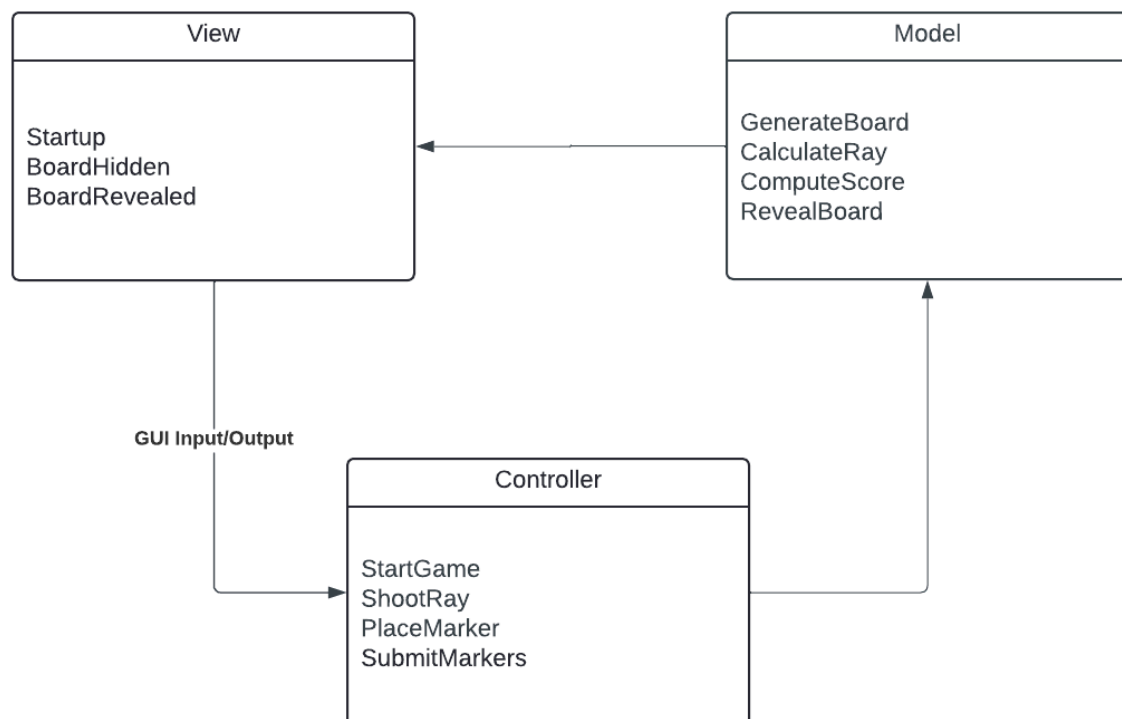 View
Startup
BoardHidden
BoardRevealed
Model
GenerateBoard
CalculateRay
ComputeScore
RevealBoard
GUI Input/Output
Controller
StartGame
ShootRay
PlaceMarker
SubmitMarkers